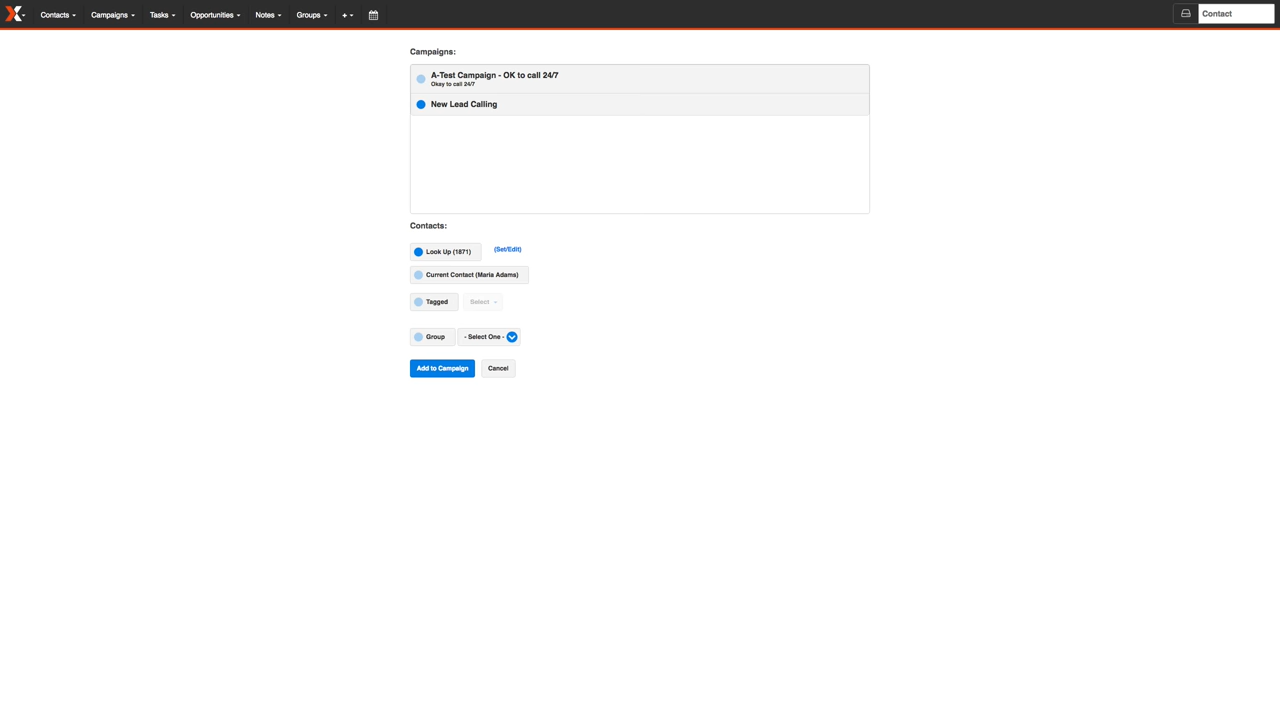 X Contacts Campaigns Tasks Opportunities Notes Groups + Contact
Campaigns:
A-Test Campaign - OK to call 24/7
Okay to call 24/7
New Lead Calling
Contacts:
Look Up (1871) (Set/Edit)
Current Contact (Maria Adams)
Tagged Select
Group - Select One -
Add to Campaign Cancel